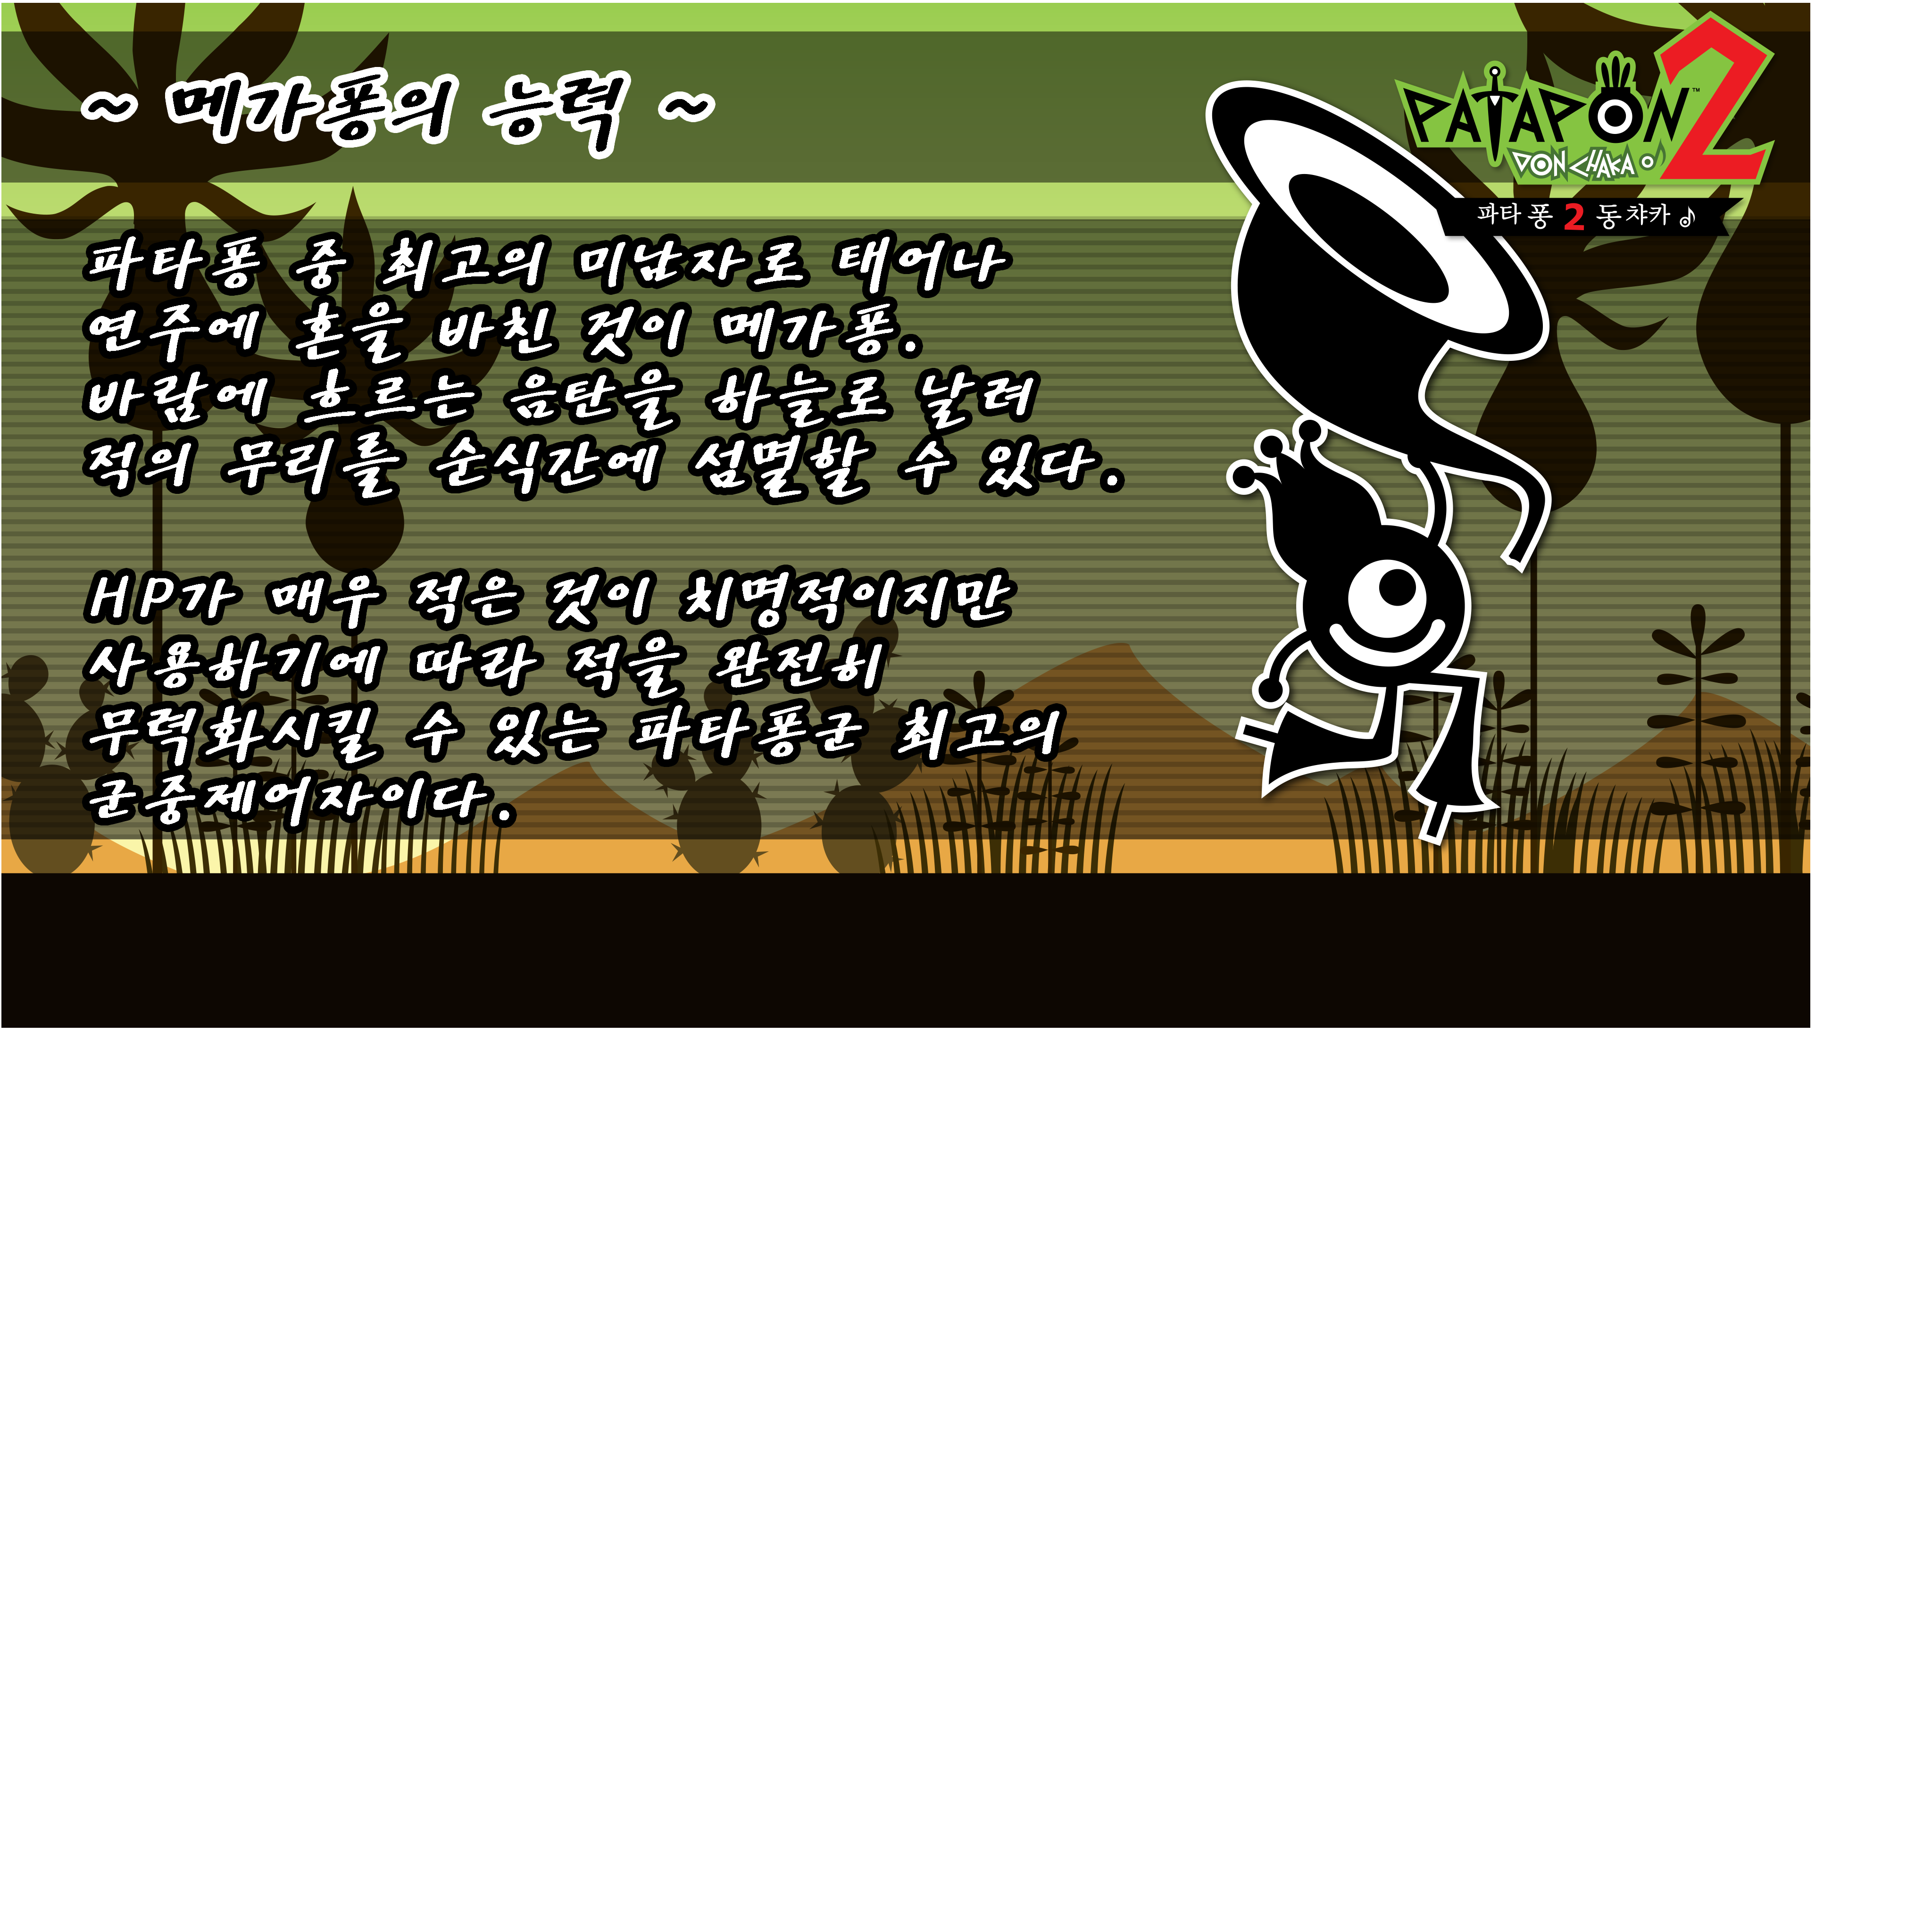 ~ 메가퐁의 능력 ~
PATAPON 2 ™
DON CHAKA♪
파타퐁 2 동챠카♪
파타퐁 중 최고의 미남자로 태어나
연주에 혼을 바친 것이 메가퐁.
바람에 흐르는 음탄을 하늘로 날려
적의 무리를 순식간에 섬멸할 수 있다.
HP가 매우 적은 것이 치명적이지만
사용하기에 따라 적을 완전히
무력화시킬 수 있는 파타퐁군 최고의
군중제어자이다.